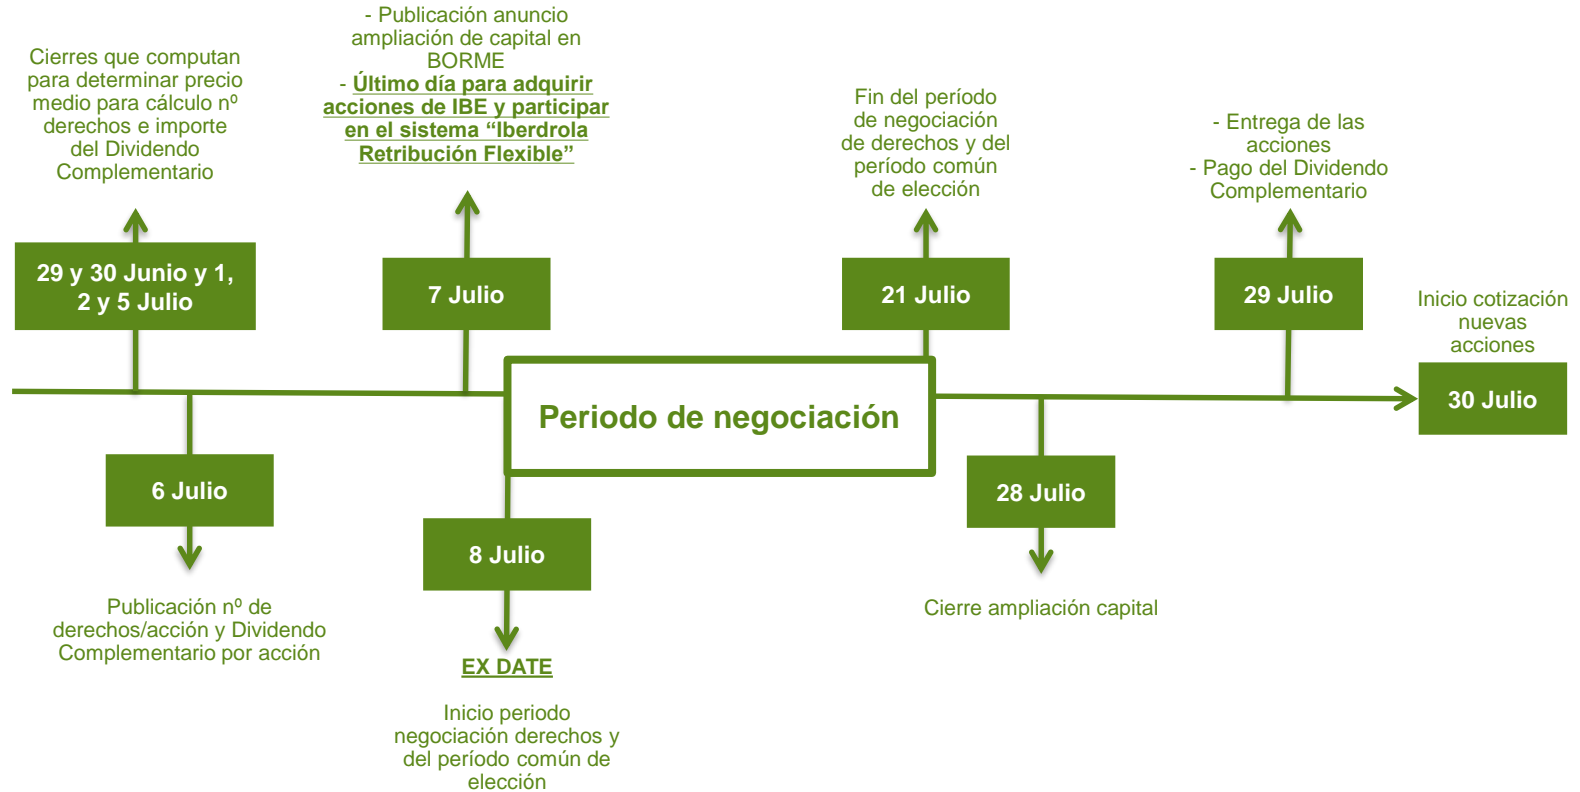 - Publicación anuncio
ampliación de capital en
BORME
- Último día para adquirir
acciones de IBE y participar
en el sistema “Iberdrola
Retribución Flexible”
Cierres que computan
para determinar precio
medio para cálculo nº
derechos e importe
del Dividendo
Complementario
Fin del período
de negociación
de derechos y del
período común
de elección
- Entrega de las
acciones
- Pago del Dividendo
Complementario
29 y 30 Junio y 1,
2 y 5 Julio
7 Julio
21 Julio
29 Julio
Inicio cotización
nuevas
acciones
30 Julio
Periodo de negociación
6 Julio
8 Julio
28 Julio
Publicación nº de
derechos/acción y Dividendo
Complementario por acción
EX DATE
Inicio periodo
negociación derechos y
del período común de
elección
Cierre ampliación capital